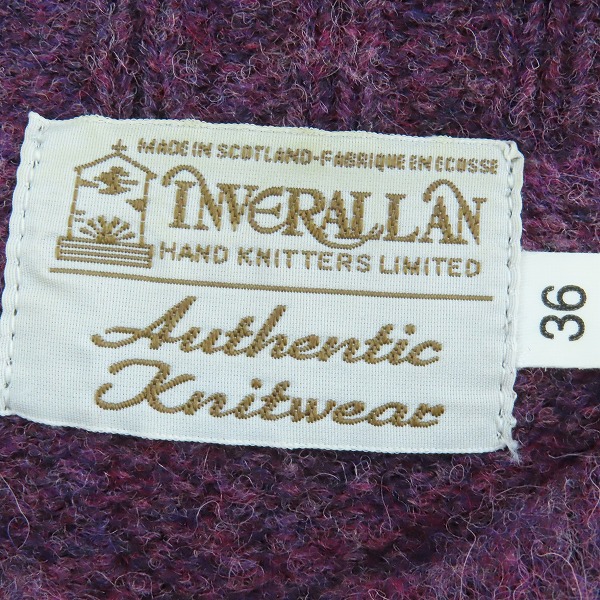 MADE IN SCOTLAND-FABRIQUE EN ECOSSE
INVERALLAN
HAND KNITTERS LIMITED
Authentic
Knitwear
36